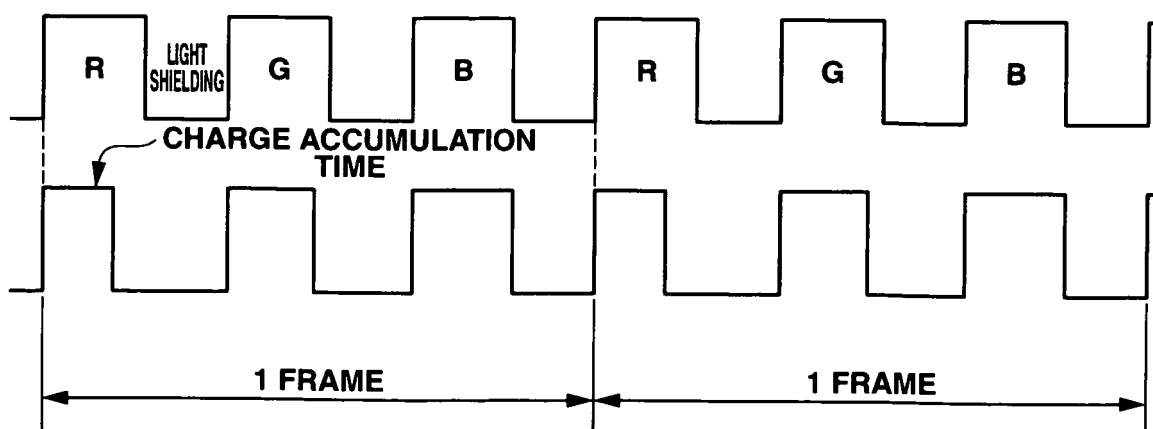 R
LIGHT
SHIELDING
G
B
R
G
B
CHARGE ACCUMULATION
TIME
1 FRAME
1 FRAME